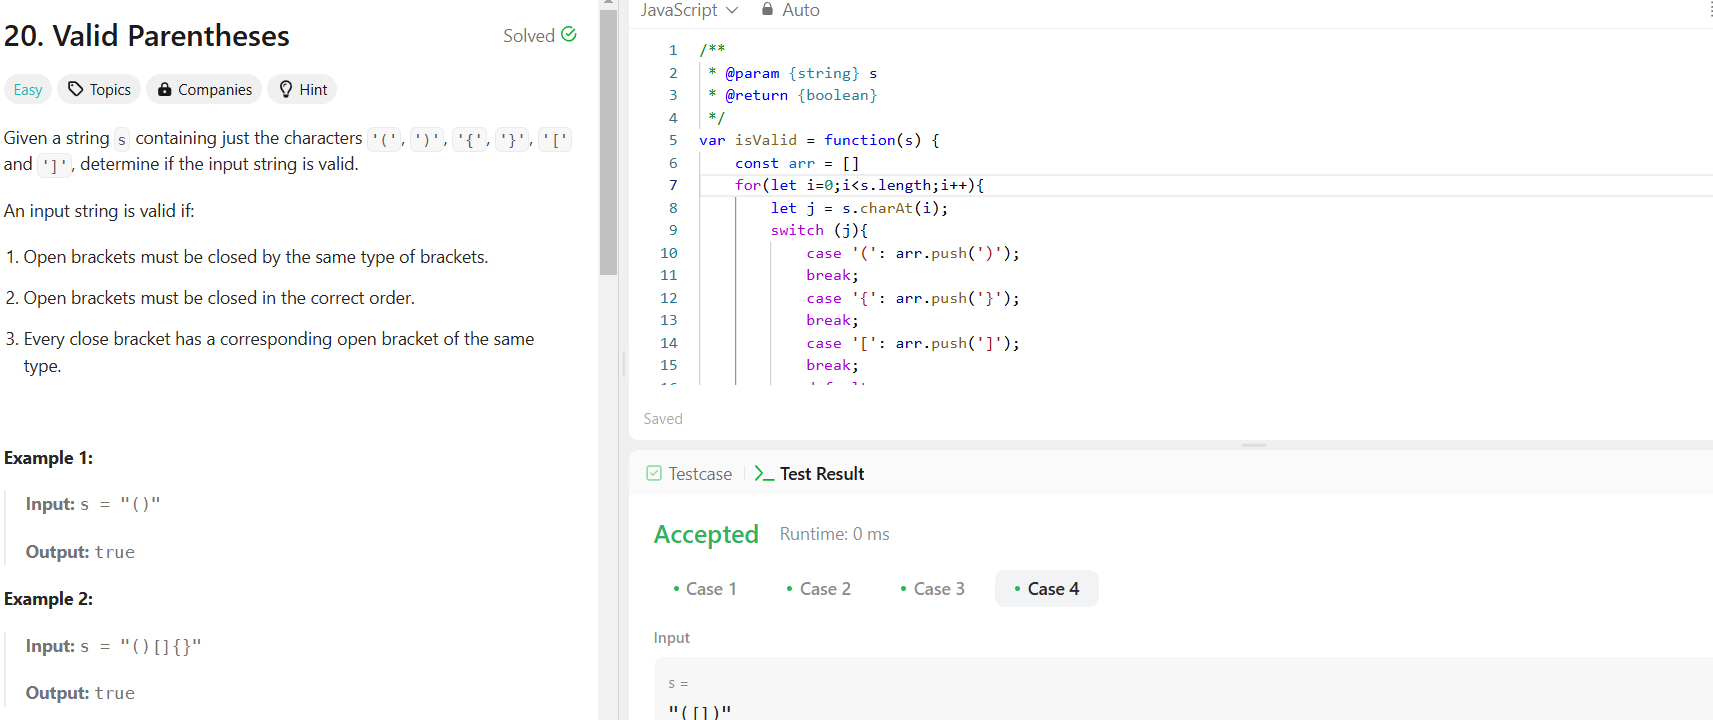 20. Valid Parentheses
Solved
Easy
Topics
Companies
Hint
Given a string s containing just the characters '(', ')', '{', '}', '['
and ']', determine if the input string is valid.
An input string is valid if:
1. Open brackets must be closed by the same type of brackets.
2. Open brackets must be closed in the correct order.
3. Every close bracket has a corresponding open bracket of the same
type.
Example 1:
Input: s = "()"
Output: true
Example 2:
Input: s = "()[]{}"
Output: true
JavaScript
Auto
1 /**
2 * @param {string} s
3 * @return {boolean}
4 */
5 var isValid = function(s) {
6 const arr = []
7 for(let i=0;i<s.length;i++){
8 let j = s.charAt(i);
9 switch (j){
10 case '(': arr.push(')');
11 break;
12 case '{': arr.push('}');
13 break;
14 case '[': arr.push(']');
15 break;
Saved
Testcase
Test Result
Accepted
Runtime: 0 ms
Case 1
Case 2
Case 3
Case 4
Input
s =
"([])"